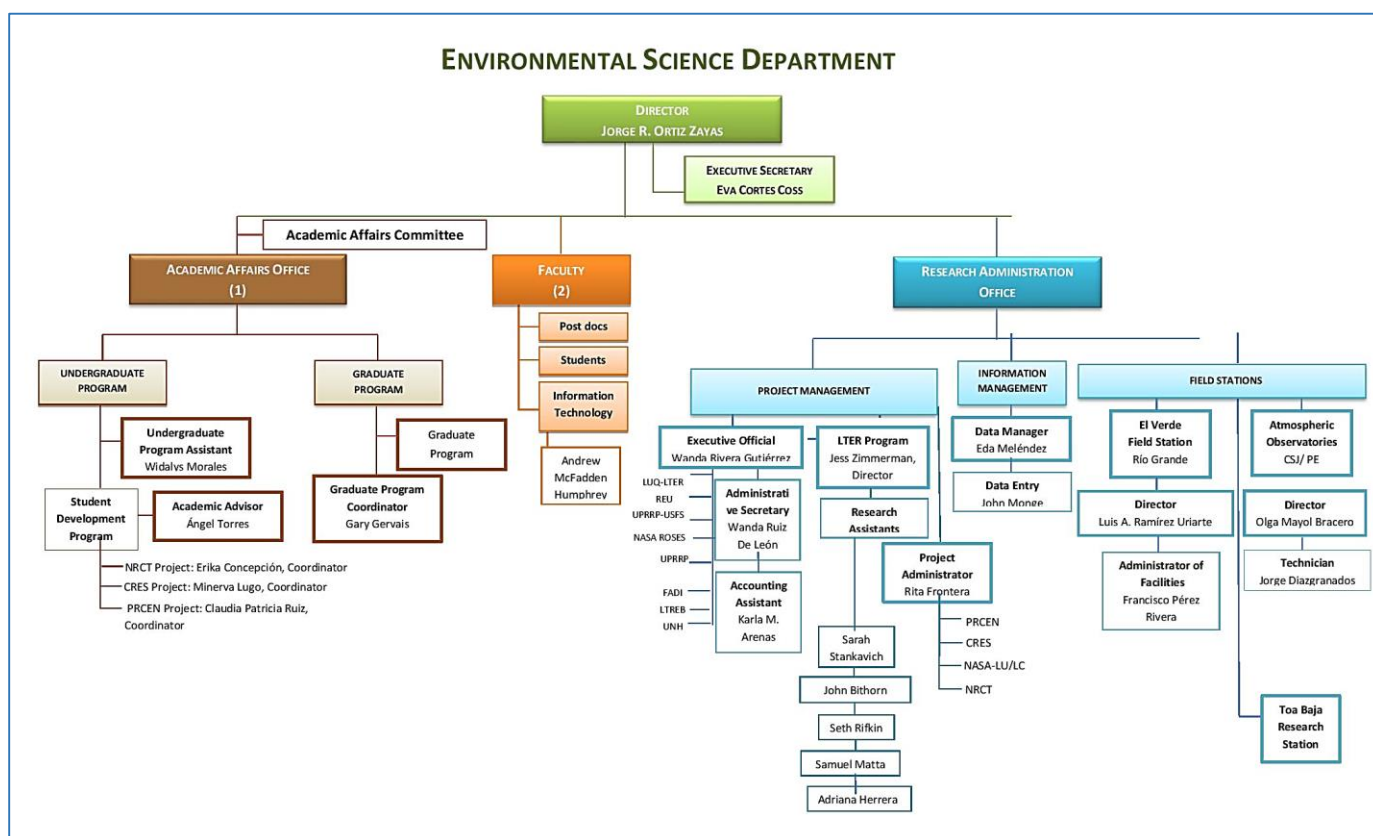 ENVIRONMENTAL SCIENCE DEPARTMENT
DIRECTOR
JORGE R. ORTIZ ZAYAS
EXECUTIVE SECRETARY
EVA CORTES COSS
Academic Affairs Committee
ACADEMIC AFFAIRS OFFICE
(1)
FACULTY
(2)
RESEARCH ADMINISTRATION
OFFICE
UNDERGRADUATE
PROGRAM
GRADUATE
PROGRAM
Undergraduate
Program Assistant
Widalys Morales
Student
Development
Program
Academic Advisor
Ángel Torres
NRCT Project: Erika Concepción, Coordinator
CRES Project: Minerva Lugo, Coordinator
PRCEN Project: Claudia Patricia Ruiz,
Coordinator
Graduate
Program
Graduate Program
Coordinator
Gary Gervais
Post docs
Students
Information
Technology
Andrew
McFadden
Humphrey
PROJECT MANAGEMENT
Executive Official
Wanda Rivera Gutiérrez
LUQ-LTER
REU
UPRRP-USFS
NASA ROSES
UPRRP
FADI
LTREB
UNH
Administrati
ve Secretary
Wanda Ruiz
De León
Accounting
Assistant
Karla M.
Arenas
LTER Program
Jess Zimmerman,
Director
Research
Assistants
Sarah
Stankavich
John Bithorn
Seth Rifkin
Samuel Matta
Adriana Herrera
Project
Administrator
Rita Frontera
PRCEN
CRES
NASA-LU/LC
NRCT
INFORMATION
MANAGEMENT
Data Manager
Eda Meléndez
Data Entry
John Monge
FIELD STATIONS
El Verde
Field Station
Río Grande
Director
Luis A. Ramírez Uriarte
Administrator of
Facilities
Francisco Pérez
Rivera
Atmospheric
Observatories
CSJ/ PE
Director
Olga Mayol Bracero
Technician
Jorge Diazgranados
Toa Baja
Research
Station